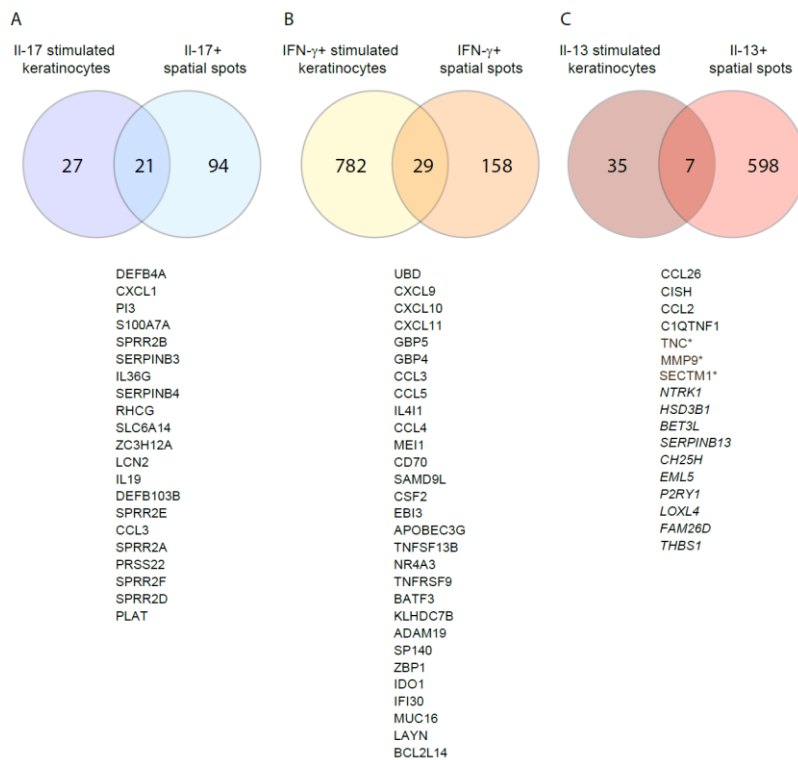 A
Il-17 stimulated
keratinocytes
Il-17+
spatial spots
27
21
94
DEFB4A
CXCL1
PI3
S100A7A
SPRR2B
SERPINB3
IL36G
SERPINB4
RHCG
SLC6A14
ZC3H12A
LCN2
IL19
DEFB103B
SPRR2E
CCL3
SPRR2A
PRSS22
SPRR2F
SPRR2D
PLAT
B
IFN-γ+ stimulated
keratinocytes
IFN-γ+
spatial spots
782
29
158
UBD
CXCL9
CXCL10
CXCL11
GBP5
GBP4
CCL3
CCL5
IL4I1
CCL4
MEI1
CD70
SAMD9L
CSF2
EBI3
APOBEC3G
TNFSF13B
NR4A3
TNFRSF9
BATF3
KLHDC7B
ADAM19
SP140
ZBP1
IDO1
IFI30
MUC16
LAYN
BCL2L14
C
Il-13 stimulated
keratinocytes
Il-13+
spatial spots
35
7
598
CCL26
CISH
CCL2
C1QTNF1
TNC*
MMP9*
SECTM1*
NTRK1
HSD3B1
BET3L
SERPINB13
CH25H
EML5
P2RY1
LOXL4
FAM26D
THBS1